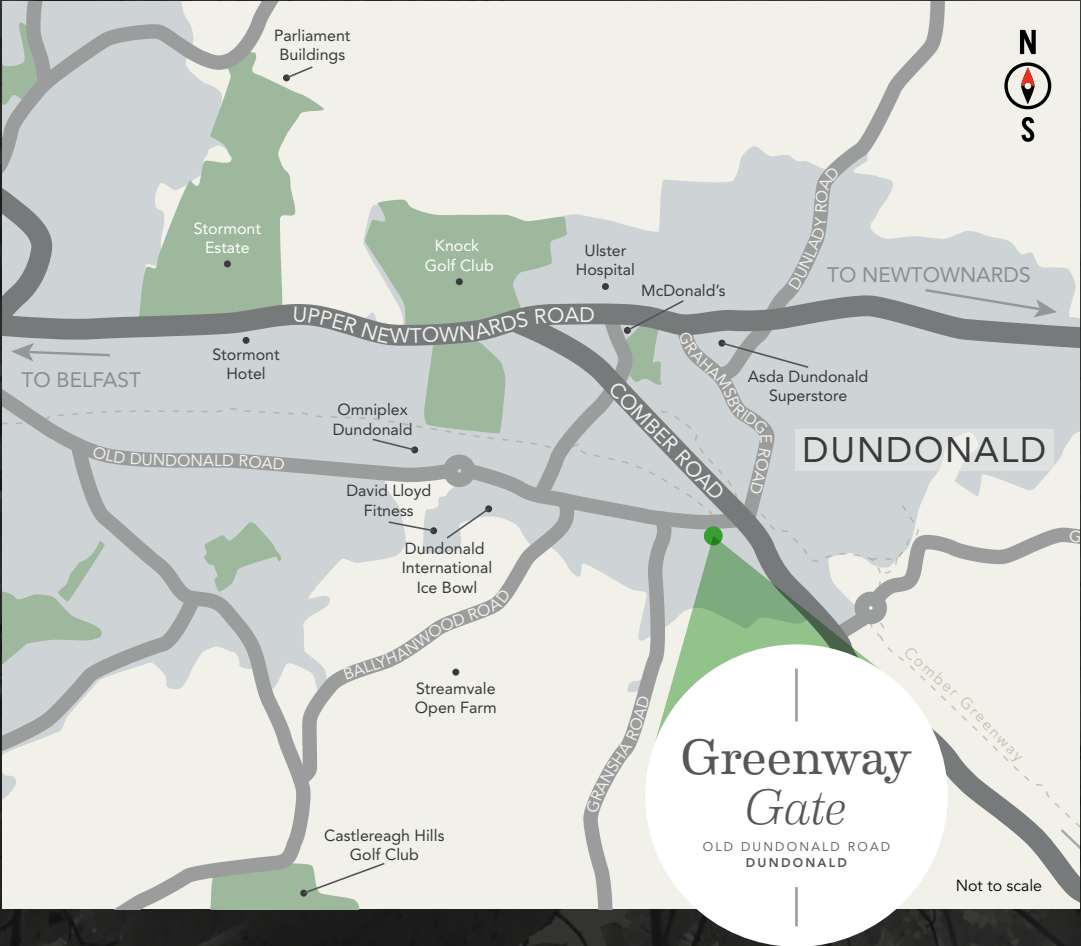 Parliament
Buildings
N
S
Stormont
Estate
Knock
Golf Club
Ulster
Hospital
McDonald's
DUNLADY ROAD
TO NEWTOWNARDS
UPPER NEWTOWNARDS ROAD
TO BELFAST
Stormont
Hotel
GRAHAMSBRIDGE ROAD
Asda Dundonald
Superstore
Omniplex
Dundonald
COMBER ROAD
DUNDONALD
OLD DUNDONALD ROAD
David Lloyd
Fitness
Dundonald
International
Ice Bowl
G
BALLYHANWOOD ROAD
Streamvale
Open Farm
Comber Greenway
GRANSHA ROAD
Greenway
Gate
OLD DUNDONALD ROAD
DUNDONALD
Castlereagh Hills
Golf Club
Not to scale